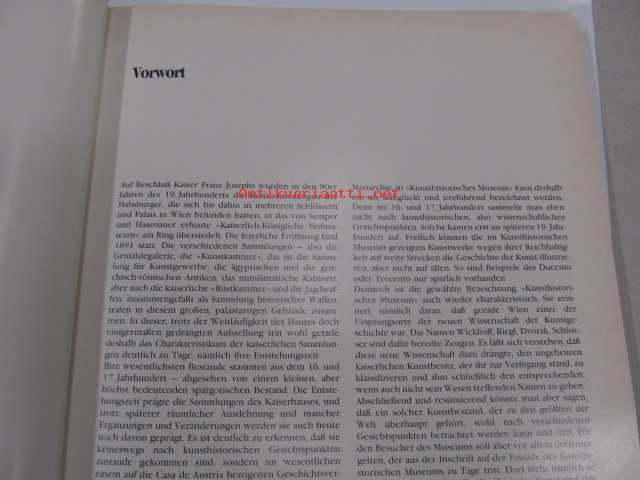 Vorwort
Auf Beschluß Kaiser Franz Josephs wurden in den 80er
Jahren des 19. Jahrhunderts die Kunstsammlungen der
Habsburger, die sich bis dahin in mehreren Schlössern
und Palais in Wien befunden hatten, in das von Semper
und Hasenauer erbaute »Kaiserlich-Königliche Hofmu-
seum« am Ring übersiedelt. Die feierliche Eröffnung fand
1891 statt. Die verschiedenen Sammlungen – also die
Gemäldegalerie, die »Kunstkammer«, das ist die Samm-
lung für Kunstgewerbe, die ägyptischen und die grie-
chisch-römischen Antiken, das numismatische Kabinett,
aber auch die kaiserliche »Rüstkammer« und die Jagdwaf-
fen, zusammengefaßt als Sammlung historischer Waffen,
trafen in diesem großen, palastartigen Gebäude zusam-
men. In dieser, trotz der Weitläufigkeit des Hauses doch
einigermaßen gedrängten Aufstellung trat wohl gerade
deshalb das Charakteristikum der kaiserlichen Sammlun-
gen deutlich zu Tage, nämlich ihre Entstehungszeit.
Ihre wesentlichsten Bestände stammen aus dem 16. und
17. Jahrhundert – abgesehen von einem kleinen, aber
höchst bedeutenden spätgotischen Bestand. Die Entste-
hungszeit prägte die Sammlungen des Kaiserhauses, und
trotz späterer räumlicher Ausdehnung und mancher
Ergänzungen und Veränderungen werden sie auch heute
noch davon geprägt. Es ist deutlich zu erkennen, daß sie
keineswegs nach kunsthistorischen Gesichtspunkten
zustande gekommen sind, sondern im wesentlichen
einem auf die Casa de Austria bezogenen Geschichtsver-
Monarchie, in »Kunsthistorisches Museum« kann deshalb
nur als unglückt und irreführend bezeichnet werden.
Denn im 16. und 17. Jahrhundert sammelte man eben
nicht nach kunsthistorischen, also wissenschaftlichen
Gesichtspunkten. Solche kamen erst im späteren 19. Jahr-
hundert auf. Freilich können die im Kunsthistorischen
Museum gezeigten Kunstwerke wegen ihrer Reichhaltig-
keit auf weite Strecken die Geschichte der Kunst illustrie-
ren, aber nicht auf allen. So sind Beispiele des Ducento
oder Trecento nur spärlich vorhanden.
Dennoch ist die gewählte Bezeichnung »Kunsthistori-
sches Museum« auch wieder charakteristisch. Sie erin-
nert nämlich daran, daß gerade Wien einer der
Ursprungsorte der neuen Wissenschaft der Kunstge-
schichte war. Die Namen Wickhoff, Riegl, Dvorak, Schlos-
ser sind dafür beredte Zeugen. Es läßt sich verstehen, daß
diese neue Wissenschaft dazu drängte, den ungeheuren
kaiserlichen Kunstbesitz, der ihr zur Verfügung stand, zu
klassifizieren und ihm schließlich den entsprechenden,
wenn auch nicht sein Wesen treffenden Namen zu geben.
Abschließend und resümierend könnte man aber sagen,
daß ein solcher Kunstbestand, der zu den größten der
Welt überhaupt gehört, wohl nach verschiedenen
Gesichtspunkten betrachtet werden kann und darf. Für
den Besucher des Museums soll aber vor allem derjenige
gelten, der aus der Inschrift auf der Fassade des Kunsthi-
storischen Museums zu Tage tritt. Dort steht nämlich in
Antikvariaatti.net